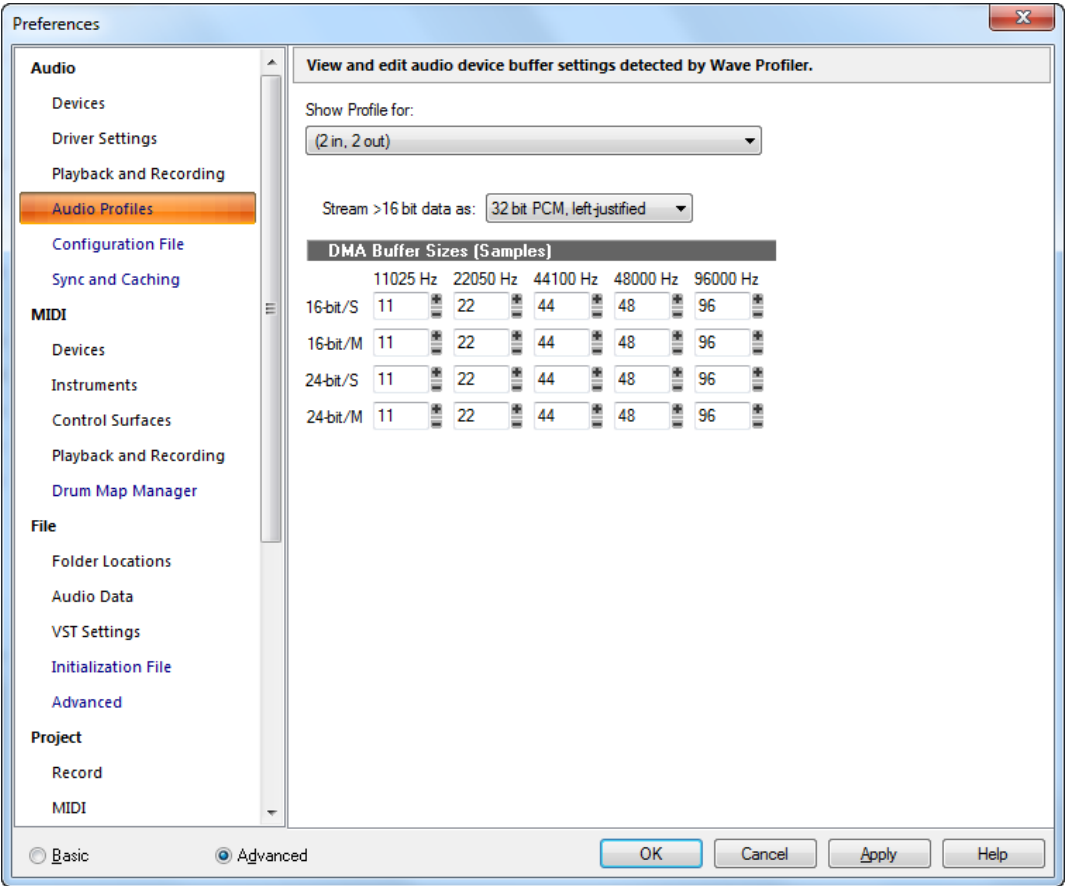 Preferences
Audio
Devices
Driver Settings
Playback and Recording
Audio Profiles
Configuration File
Sync and Caching
MIDI
Devices
Instruments
Control Surfaces
Playback and Recording
Drum Map Manager
File
Folder Locations
Audio Data
VST Settings
Initialization File
Advanced
Project
Record
MIDI
View and edit audio device buffer settings detected by Wave Profiler.
Show Profile for:
(2 in, 2 out)
Stream >16 bit data as: 32 bit PCM, left-justified
DMA Buffer Sizes (Samples)
11025 Hz 22050 Hz 44100 Hz 48000 Hz 96000 Hz
16-bit/S 11 22 44 48 96
16-bit/M 11 22 44 48 96
24-bit/S 11 22 44 48 96
24-bit/M 11 22 44 48 96
Basic Advanced OK Cancel Apply Help